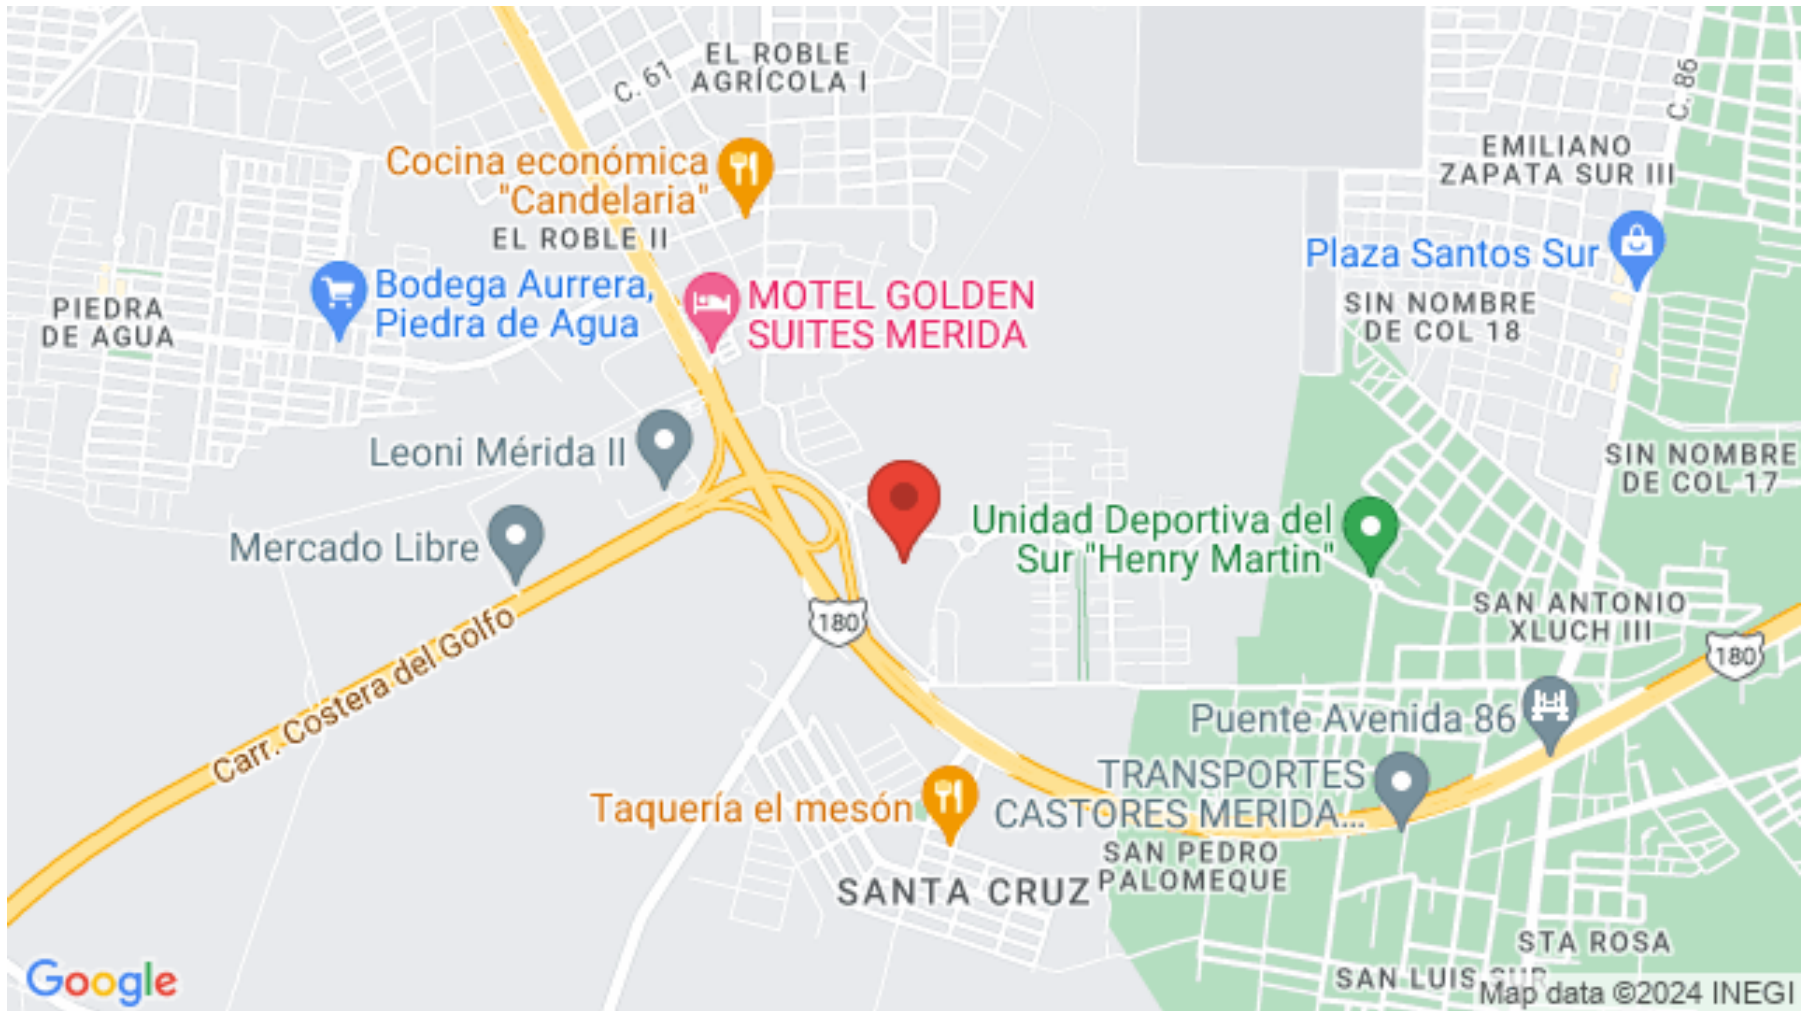 EL ROBLE
AGRÍCOLA I
C. 61
C. 86
Cocina económica
"Candelaria"
EMILIANO
ZAPATA SUR III
EL ROBLE II
Plaza Santos Sur
Bodega Aurrera,
Piedra de Agua
MOTEL GOLDEN
SUITES MERIDA
PIEDRA
DE AGUA
SIN NOMBRE
DE COL 18
Leoni Mérida II
SIN NOMBRE
DE COL 17
Mercado Libre
Unidad Deportiva del
Sur "Henry Martin"
SAN ANTONIO
XLUCH III
180
180
Carr. Costera del Golfo
Puente Avenida 86
TRANSPORTES
CASTORES MERIDA...
Taquería el mesón
SAN PEDRO
PALOMEQUE
SANTA CRUZ
STA ROSA
SAN LUIS SUR
Google
Map data ©2024 INEGI